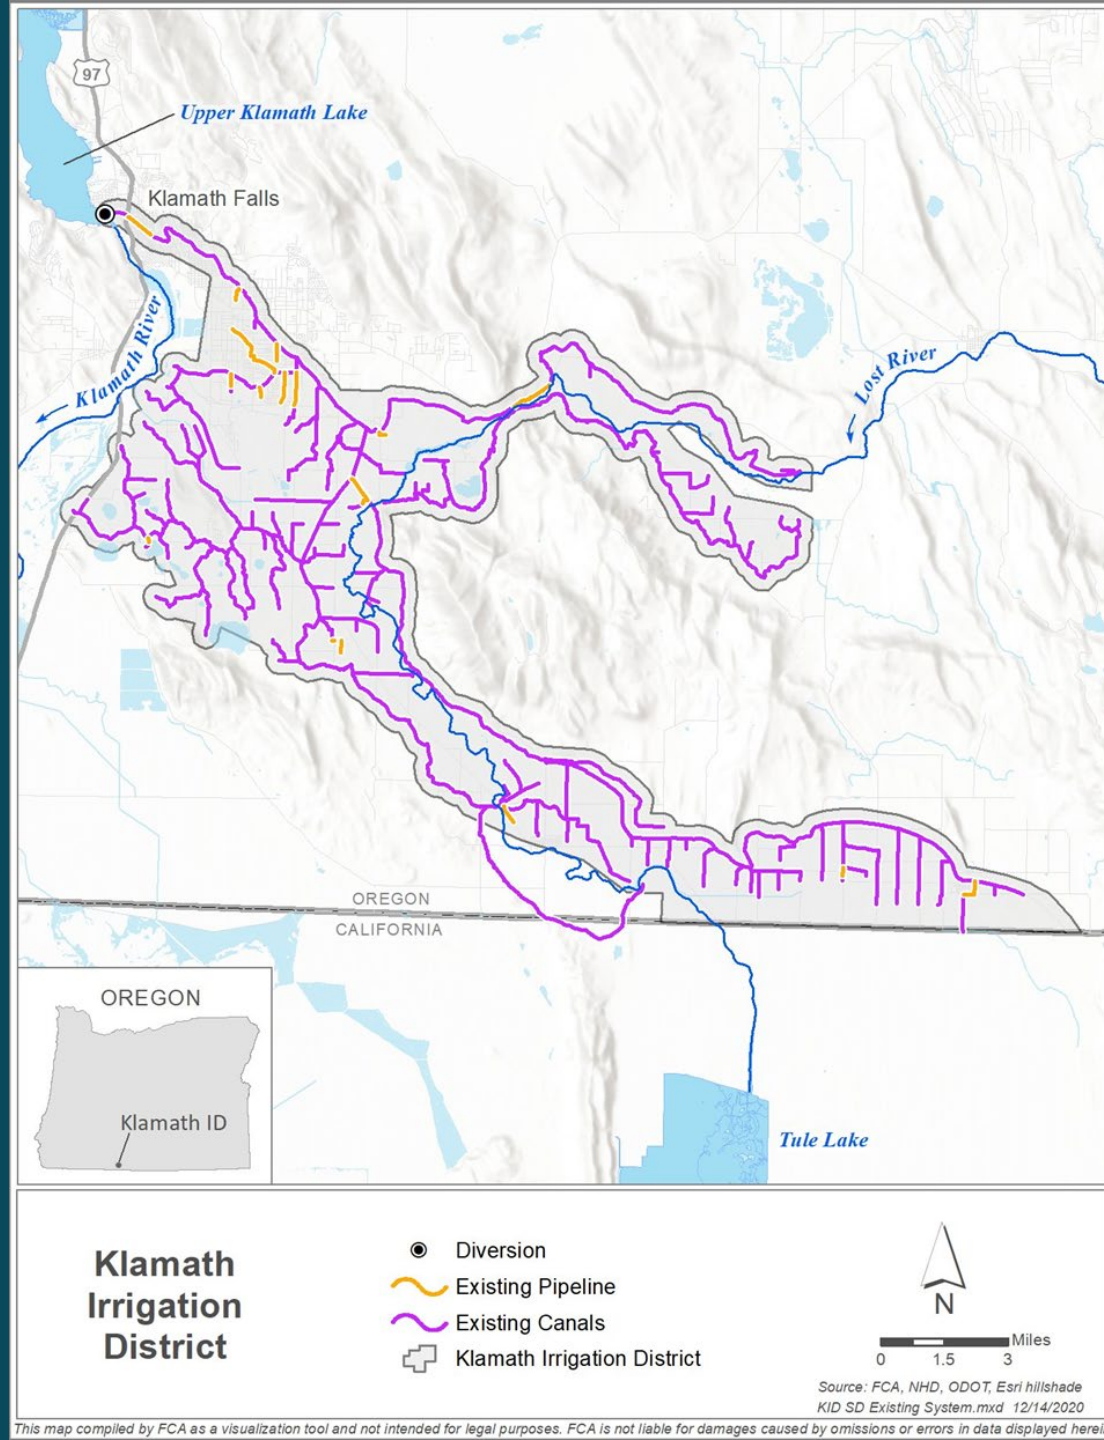 97
Upper Klamath Lake
Klamath Falls
Klamath River
Lost River
OREGON
CALIFORNIA
OREGON
Klamath ID
Tule Lake
Klamath
Irrigation
District
Diversion
Existing Pipeline
Existing Canals
Klamath Irrigation District
N
Miles
0 1.5 3
Source: FCA, NHD, ODOT, Esri hillshade
KID SD Existing System.mxd 12/14/2020
This map compiled by FCA as a visualization tool and not intended for legal purposes. FCA is not liable for damages caused by omissions or errors in data displayed